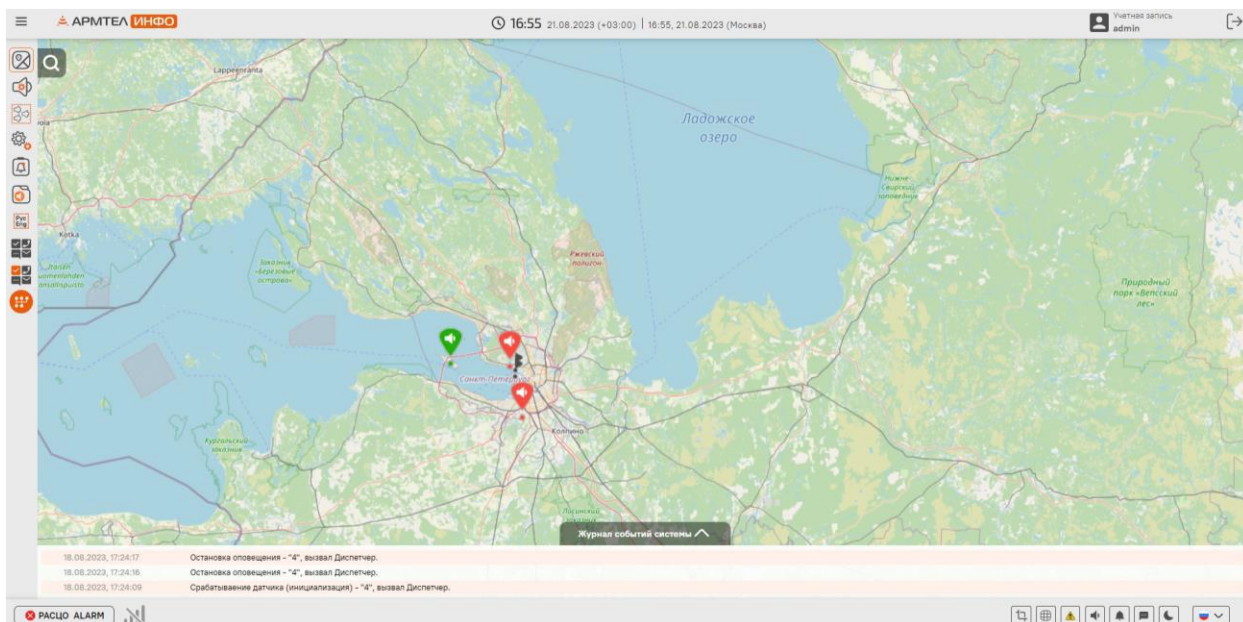 АРМТЕЛ ИНФО
16:55 21.08.2023 (+03:00) | 16:55, 21.08.2023 (Москва)
Учетная запись
admin
Lappeenranta
Ладожское
озеро
Нижне-
Свирский
заповедник
Рус
Eng
Kotka
Заказник
«Березовые
острова»
Ржевский
полигон
Природный
парк «Вепсский
лес»
Санкт-Петербург
Колпино
Кургальский
заказник
Лисинский
заказник
Журнал событий системы
18.08.2023, 17:24:17 Остановка оповещения - "4", вызвал Диспетчер.
18.08.2023, 17:24:16 Остановка оповещения - "4", вызвал Диспетчер.
18.08.2023, 17:24:09 Срабатывание датчика (инициализация) - "4", вызвал Диспетчер.
РАСЦО ALARM